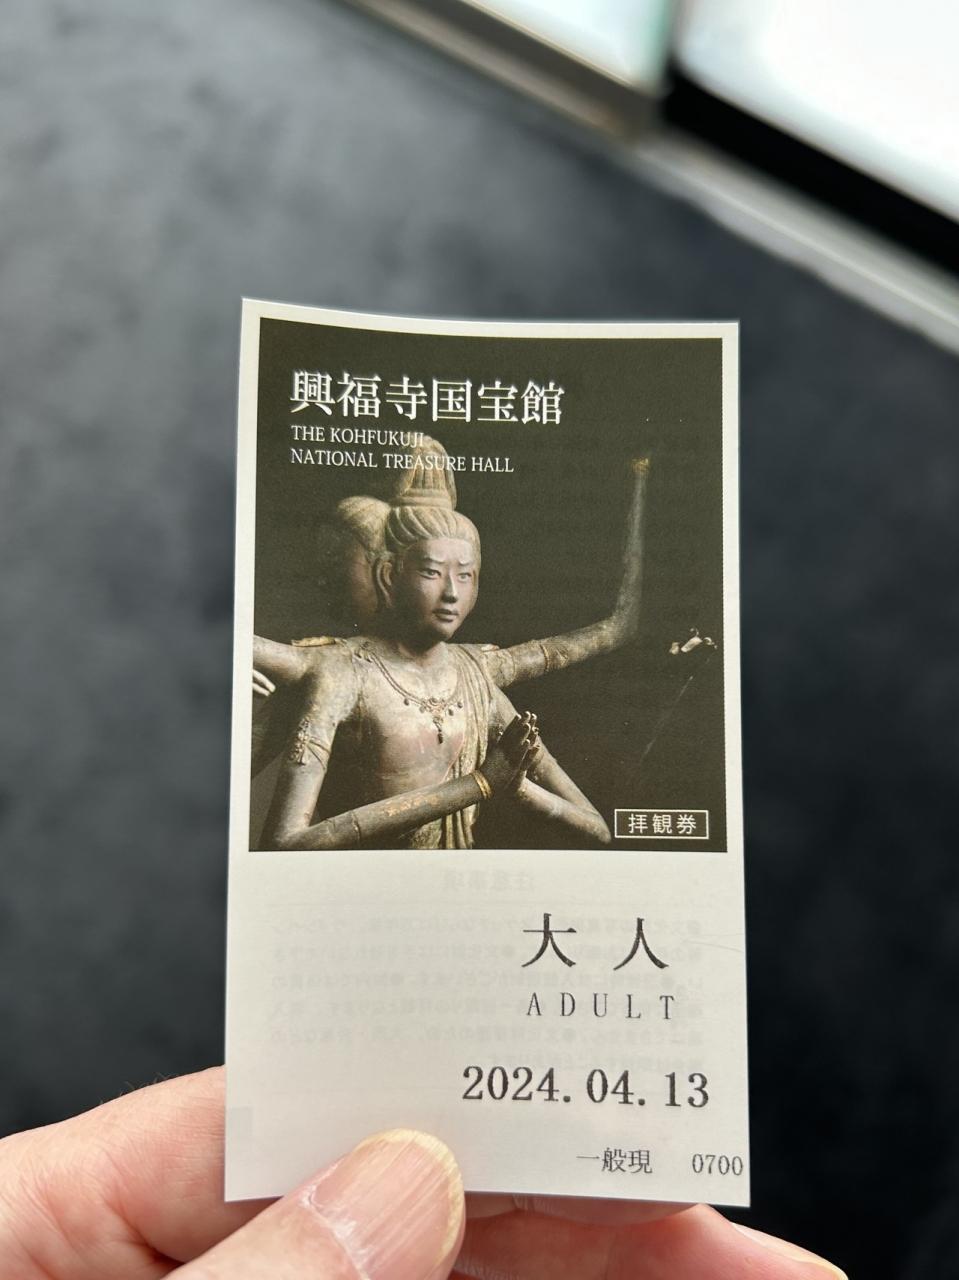 興福寺国宝館
THE KOHFUKUJI
NATIONAL TREASURE HALL
拝観券
大人
ADULT
2024.04.13
一般現 0700